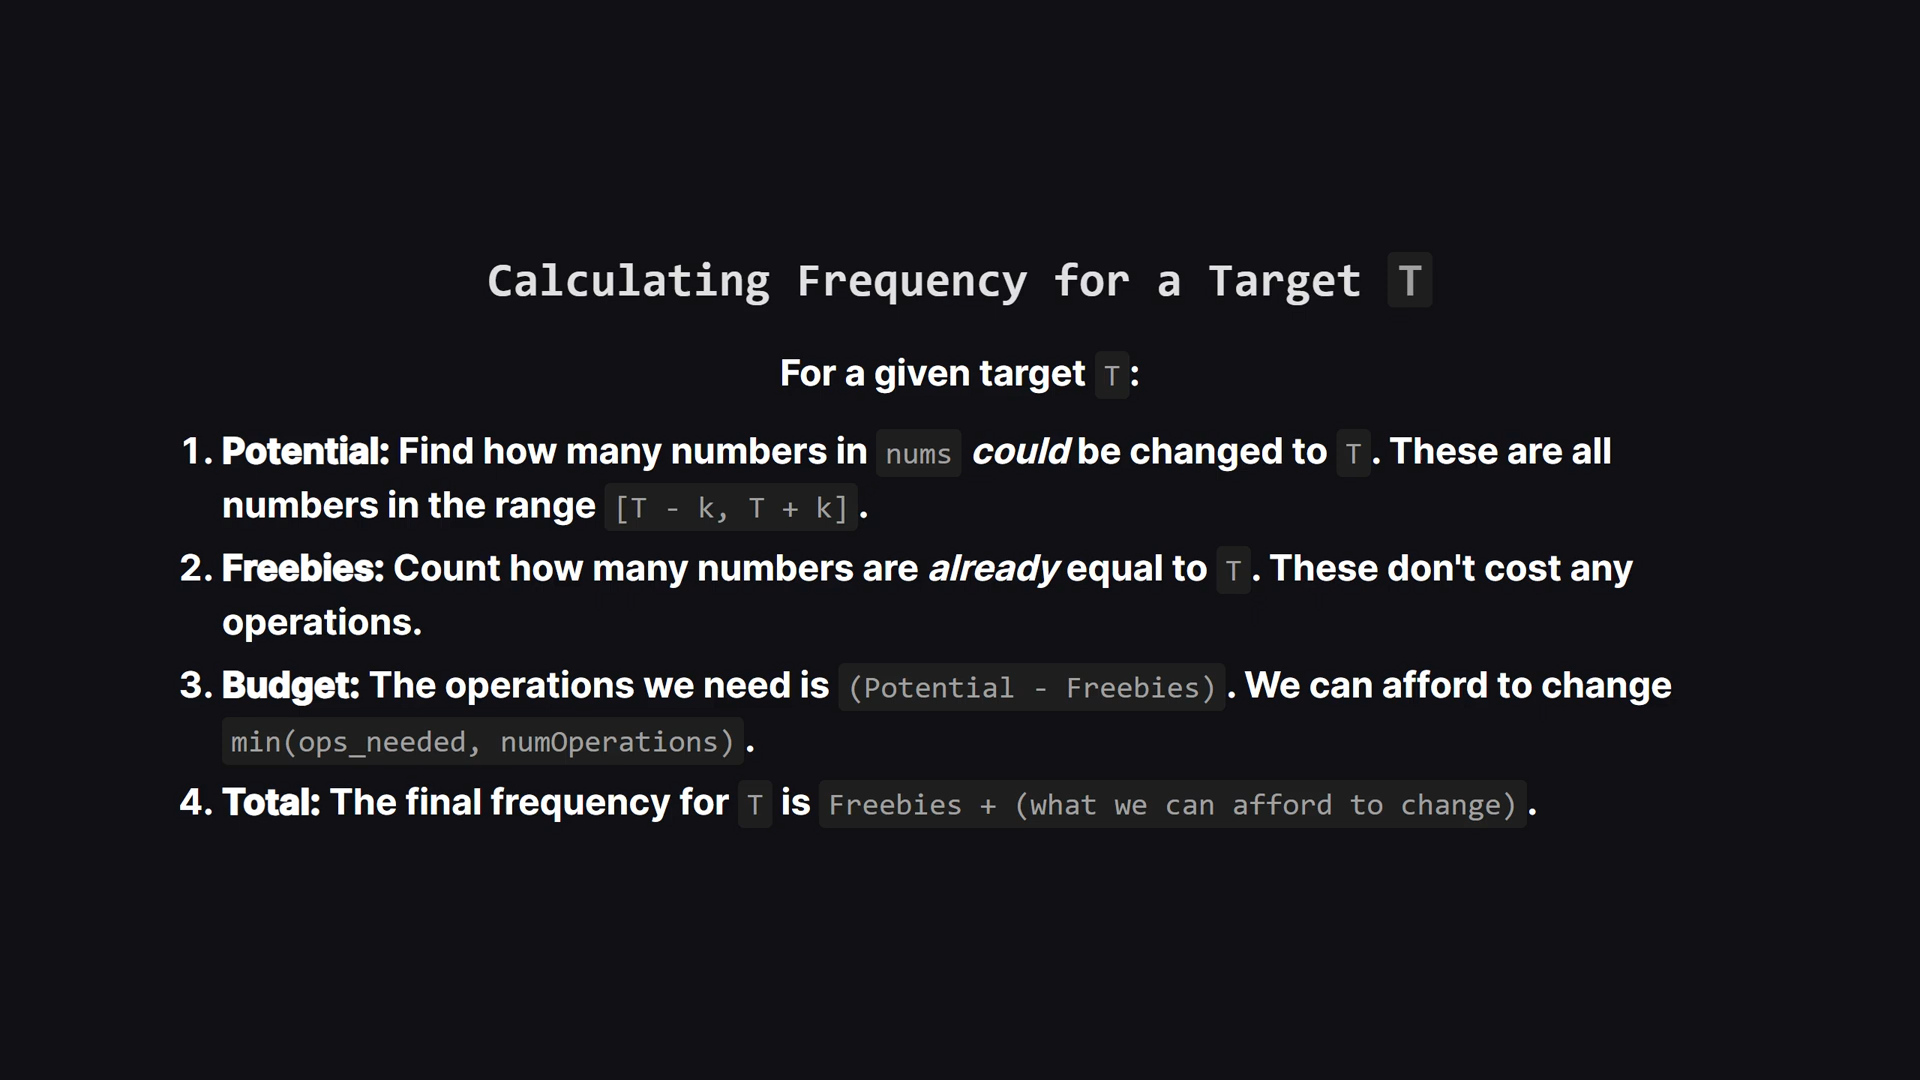 Calculating Frequency for a Target T
For a given target T:
1. Potential: Find how many numbers in nums could be changed to T. These are all
numbers in the range [T - k, T + k].
2. Freebies: Count how many numbers are already equal to T. These don't cost any
operations.
3. Budget: The operations we need is (Potential - Freebies). We can afford to change
min(ops_needed, numOperations).
4. Total: The final frequency for T is Freebies + (what we can afford to change).